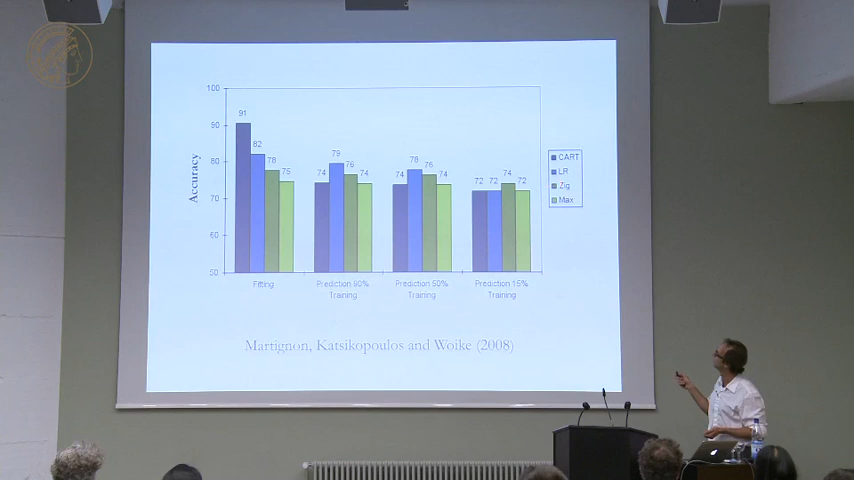 100
90
80
70
60
50
Accuracy
91
82
78
75
74
79
76
74
74
78
76
74
72
72
74
72
CART
LR
Zig
Max
Fitting
Prediction 90%
Training
Prediction 50%
Training
Prediction 15%
Training
Martignon, Katsikopoulos and Woike (2008)